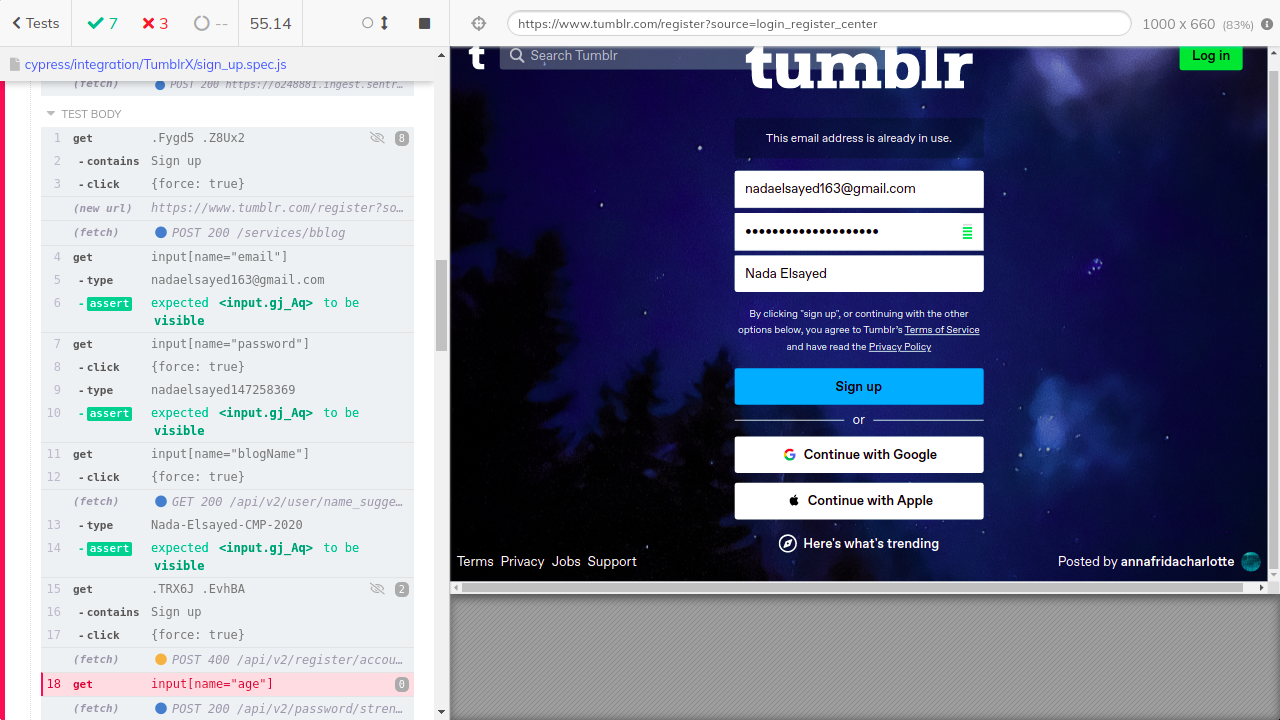 Tests
7
3
--
55.14
https://www.tumblr.com/register?source=login_register_center
1000 x 660 (83%)
cypress/integration/TumblrX/sign_up.spec.js
(fetch) POST 200 https://o248881.ingest.sentr...
TEST BODY
1 get .Fygd5 .Z8Ux2 8
2 - contains Sign up
3 - click {force: true}
(new url) https://www.tumblr.com/register?so...
(fetch) POST 200 /services/bblog
4 get input[name="email"]
5 - type nadaelsayed163@gmail.com
6 - assert expected <input.gj_Aq> to be
visible
7 get input[name="password"]
8 - click {force: true}
9 - type nadaelsayed147258369
10 - assert expected <input.gj_Aq> to be
visible
11 get input[name="blogName"]
12 - click {force: true}
(fetch) GET 200 /api/v2/user/name_sugge...
13 - type Nada-Elsayed-CMP-2020
14 - assert expected <input.gj_Aq> to be
visible
15 get .TRX6J .EvhBA 2
16 - contains Sign up
17 - click {force: true}
(fetch) POST 400 /api/v2/register/accou...
18 get input[name="age"] 0
(fetch) POST 200 /api/v2/password/stren...
t
Search Tumblr
tumblr
Log in
This email address is already in use.
nadaelsayed163@gmail.com
••••••••••••••••••••
Nada Elsayed
By clicking "sign up", or continuing with the other
options below, you agree to Tumblr's Terms of Service
and have read the Privacy Policy
Sign up
or
Continue with Google
Continue with Apple
Here's what's trending
Terms Privacy Jobs Support
Posted by annafridacharlotte